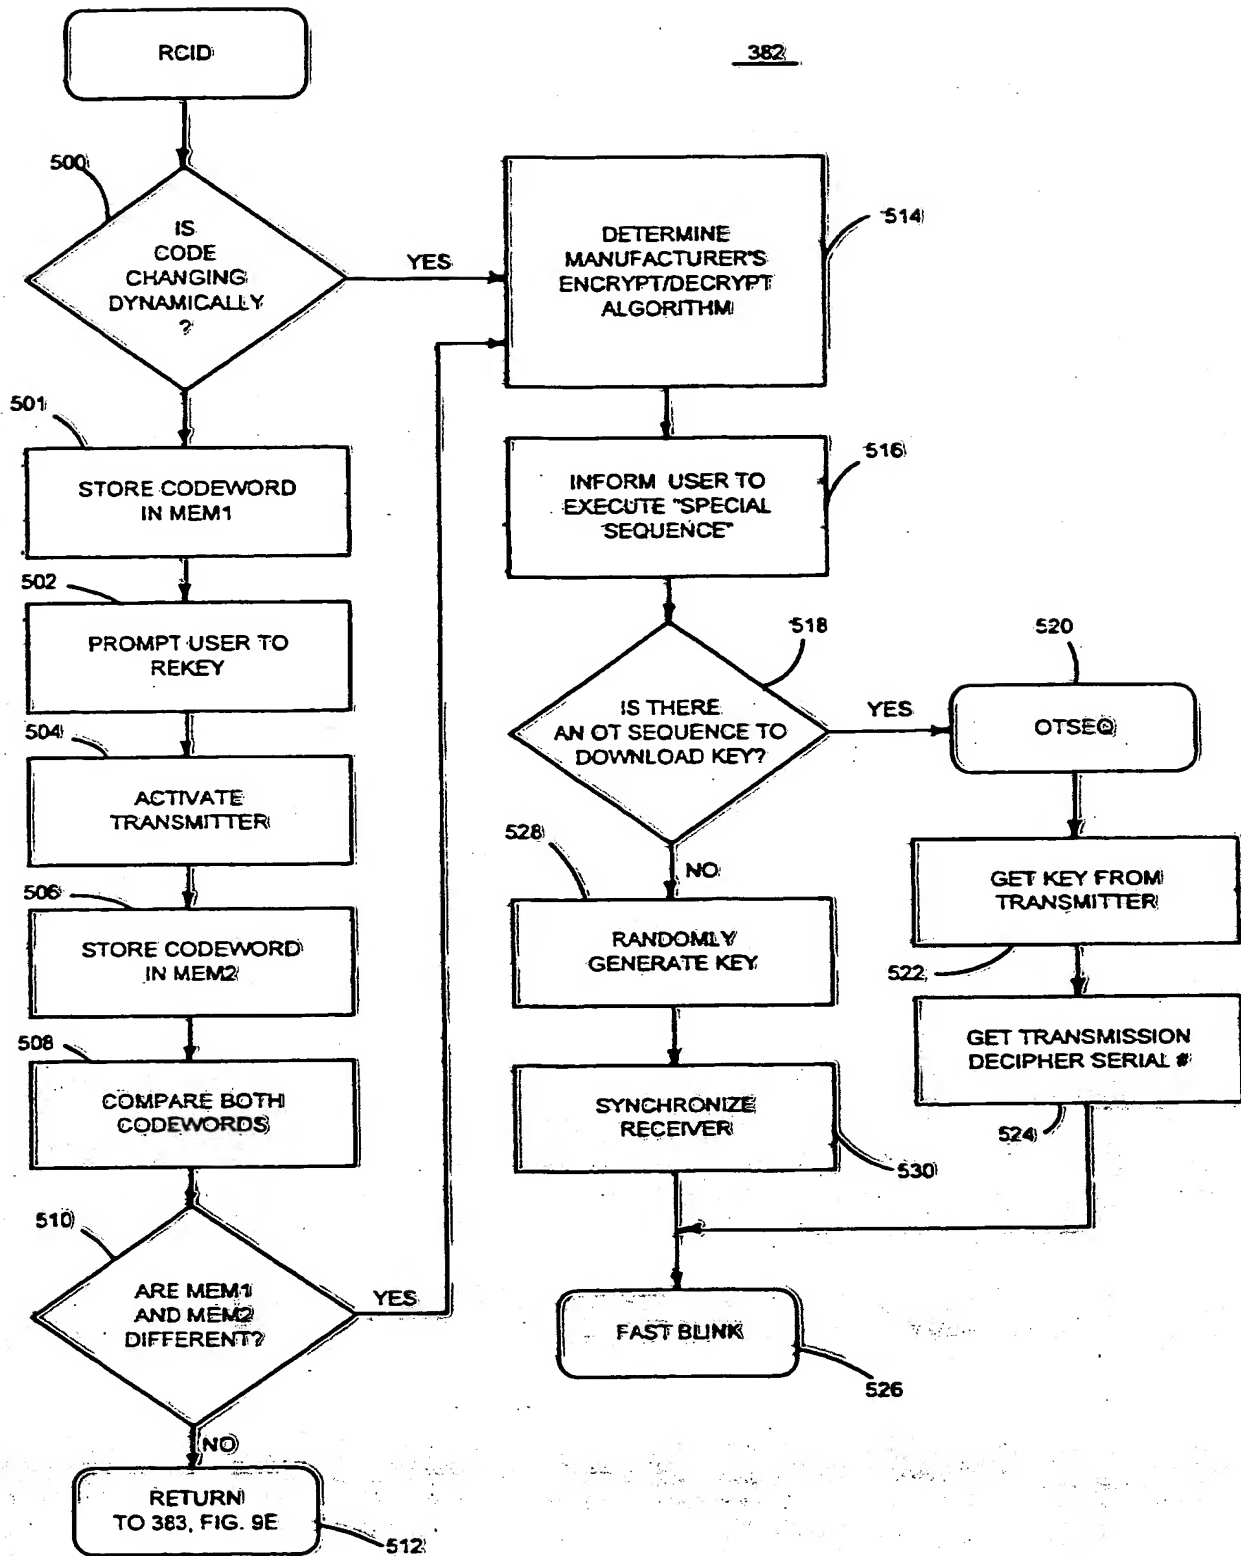 RCID
382
500
IS
CODE
CHANGING
DYNAMICALLY
?
YES
501
STORE CODEWORD
IN MEM1
502
PROMPT USER TO
REKEY
504
ACTIVATE
TRANSMITTER
506
STORE CODEWORD
IN MEM2
508
COMPARE BOTH
CODEWORDS
510
ARE MEM1
AND MEM2
DIFFERENT?
YES
NO
RETURN
TO 383, FIG. 9E
512
DETERMINE
MANUFACTURER'S
ENCRYPT/DECRYPT
ALGORITHM
514
INFORM USER TO
EXECUTE "SPECIAL
SEQUENCE"
516
518
IS THERE
AN OT SEQUENCE TO
DOWNLOAD KEY?
YES
NO
520
OTSEQ
GET KEY FROM
TRANSMITTER
522
GET TRANSMISSION
DECIPHER SERIAL #
524
528
RANDOMLY
GENERATE KEY
SYNCHRONIZE
RECEIVER
530
FAST BLINK
526